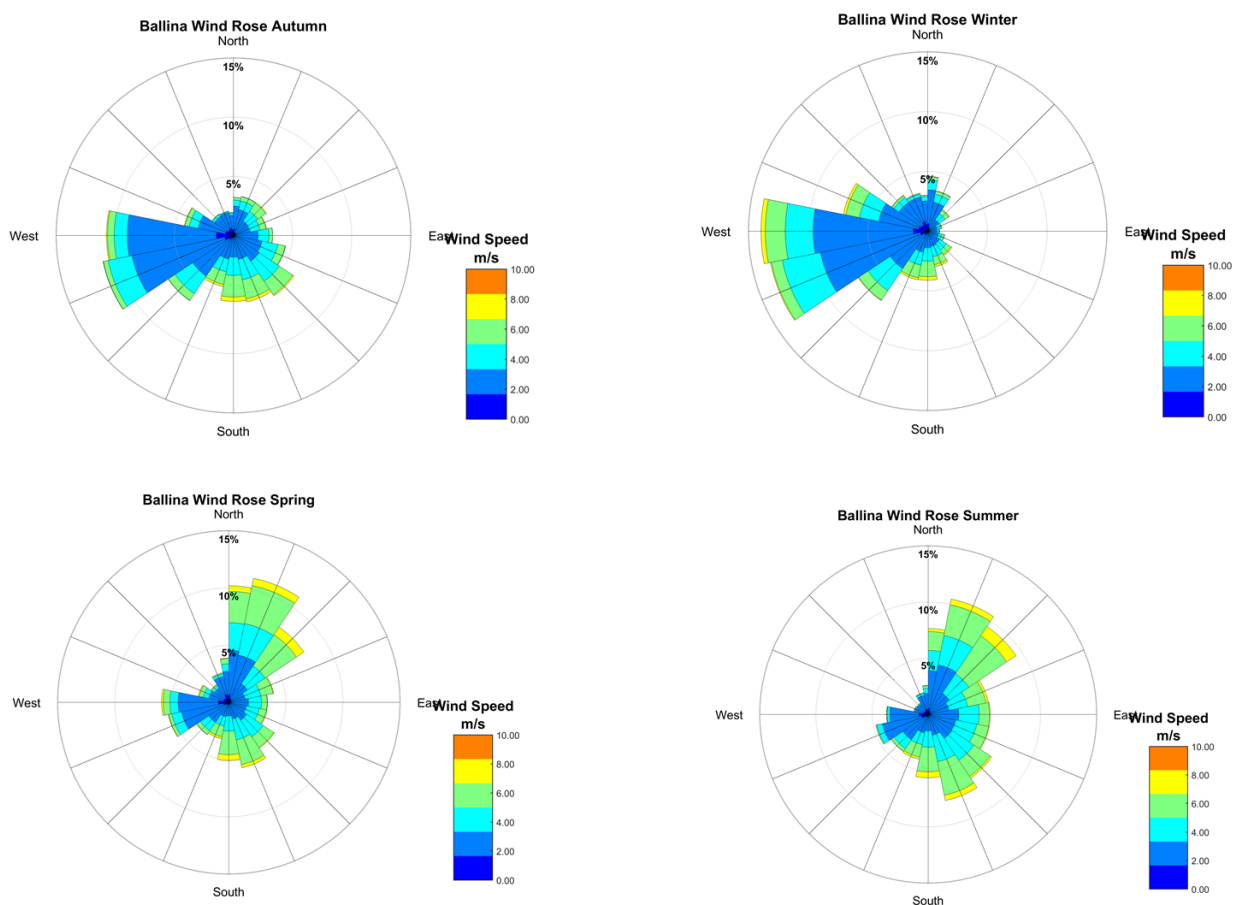 Ballina Wind Rose Autumn
North
15%
10%
5%
West
East
South
Wind Speed
m/s
10.00
8.00
6.00
4.00
2.00
0.00
Ballina Wind Rose Winter
North
15%
10%
5%
West
East
South
Wind Speed
m/s
10.00
8.00
6.00
4.00
2.00
0.00
Ballina Wind Rose Spring
North
15%
10%
5%
West
East
South
Wind Speed
m/s
10.00
8.00
6.00
4.00
2.00
0.00
Ballina Wind Rose Summer
North
15%
10%
5%
West
East
South
Wind Speed
m/s
10.00
8.00
6.00
4.00
2.00
0.00